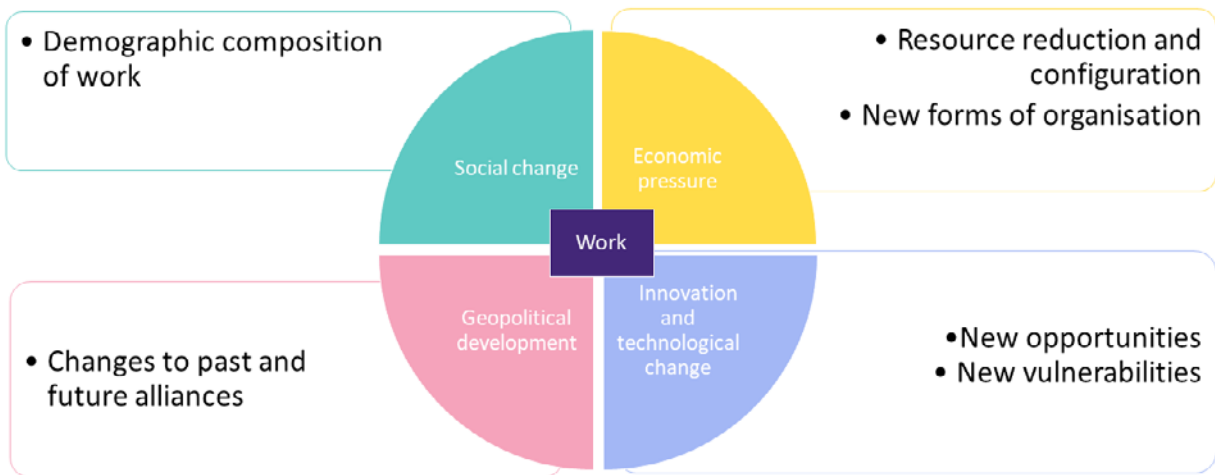 • Demographic composition
of work
• Resource reduction and
configuration
• New forms of organisation
Social change
Economic
pressure
Work
Geopolitical
development
Innovation
and
technological
change
• Changes to past and
future alliances
•New opportunities
• New vulnerabilities